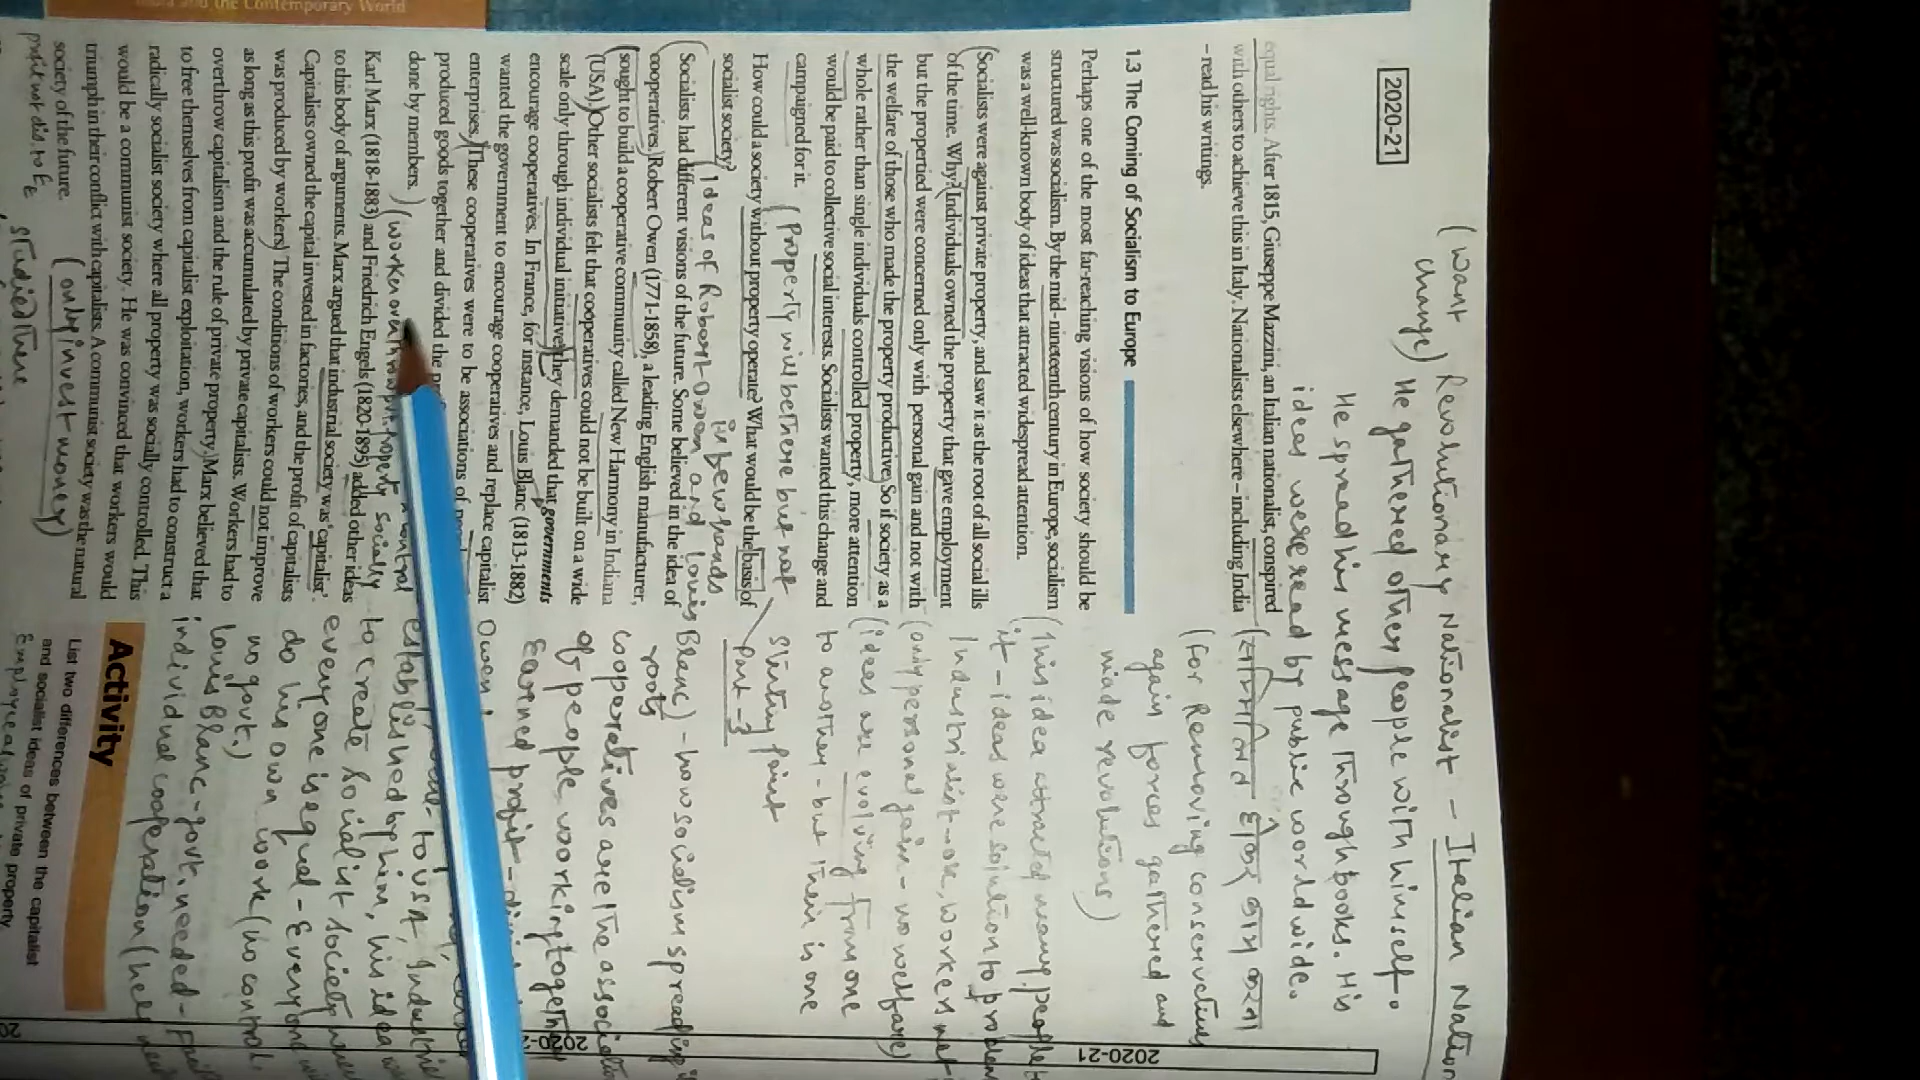 India and the Contemporary World
2020-21
equal rights. After 1815, Giuseppe Mazzini, an Italian nationalist, conspired
with others to achieve this in Italy. Nationalists elsewhere – including India
– read his writings.
1.3 The Coming of Socialism to Europe
Perhaps one of the most far-reaching visions of how society should be
structured was socialism. By the mid - nineteenth century in Europe, socialism
was a well-known body of ideas that attracted widespread attention.
Socialists were against private property, and saw it as the root of all social ills
of the time. Why? Individuals owned the property that gave employment
but the propertied were concerned only with personal gain and not with
the welfare of those who made the property productive. So if society as a
whole rather than single individuals controlled property, more attention
would be paid to collective social interests. Socialists wanted this change and
campaigned for it.
How could a society without property operate? What would be the basis of
socialist society?
Socialists had different visions of the future. Some believed in the idea of
cooperatives. Robert Owen (1771-1858), a leading English manufacturer,
sought to build a cooperative community called New Harmony in Indiana
(USA). Other socialists felt that cooperatives could not be built on a wide
scale only through individual initiative: they demanded that governments
encourage cooperatives. In France, for instance, Louis Blanc (1813-1882)
wanted the government to encourage cooperatives and replace capitalist
enterprises. These cooperatives were to be associations of
produced goods together and divided the
done by members.
Karl Marx (1818-1883) and Friedrich Engels (1820-1895) added other ideas
to this body of arguments. Marx argued that industrial society was 'capitalist'.
Capitalists owned the capital invested in factories, and the profit of capitalists
was produced by workers. The conditions of workers could not improve
as long as this profit was accumulated by private capitalists. Workers had to
overthrow capitalism and the rule of private property. Marx believed that
to free themselves from capitalist exploitation, workers had to construct a
radically socialist society where all property was socially controlled. This
would be a communist society. He was convinced that workers would
triumph in their conflict with capitalists. A communist society was the natural
society of the future.
(want change)
Revolutionary Nationalist - Italian Nation
He gathered other people with himself.
He spread his message through books. His
ideas were read by public worldwide.
होकर काम करना
(For Removing conservatives
again forces gathered and
made revolutions)
(This idea attracted many people
it - ideas were solution to problem
Industrialist - ok, workers not
(only personal gain - no welfare)
(ideas are evolving from one
to another - but their is one
(Property will be there but not
in few hands
Starting point
Part - 3
(Ideas of Robert Owen and Louis Blanc) - how socialism spreading
roots
cooperatives are the associati
of people working together
Earned profit -
Owen
established by him, his idea
to create socialist society
everyone is equal - Everyone
do his own work (no control
no govt.)
Louis Blanc - govt. needed -
individual cooperation (help
socially
(only invest money)
profit not dis. to
studied there
Activity
List two differences between the capitalist
and socialist ideas of private property
2020-21